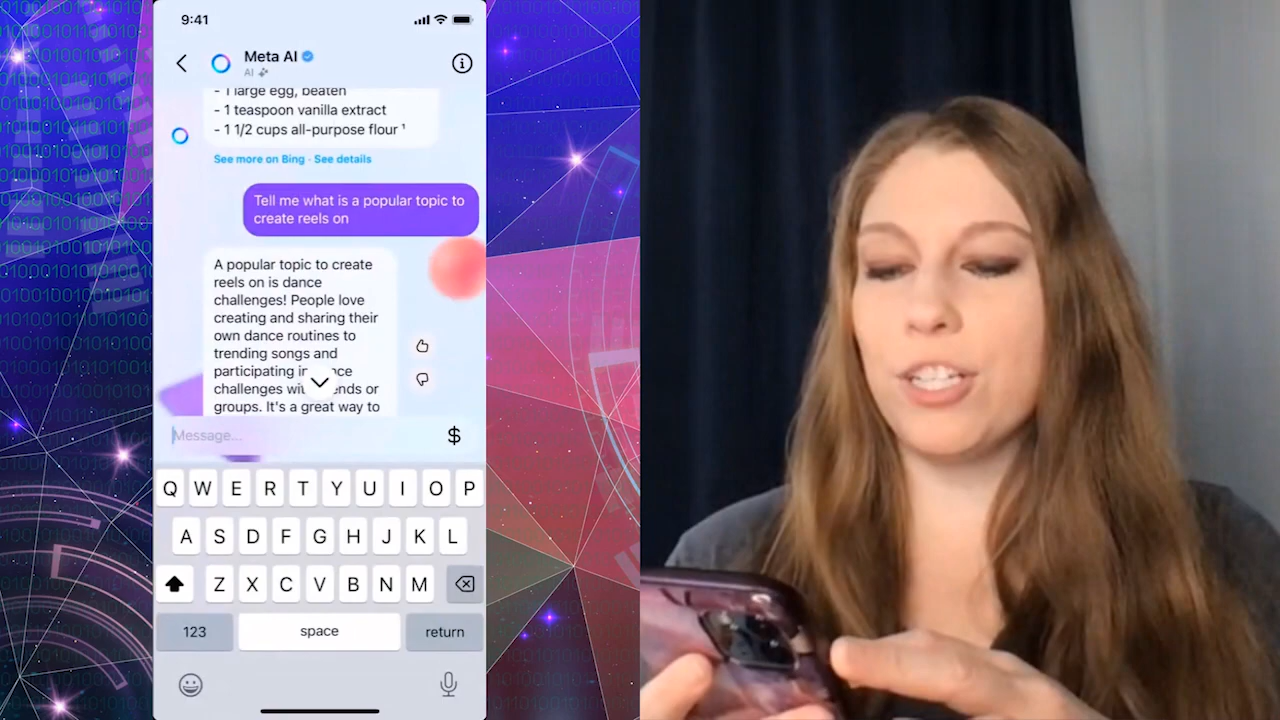 9:41
Meta AI
AI
- 1 large egg, beaten
- 1 teaspoon vanilla extract
- 1 1/2 cups all-purpose flour ¹
See more on Bing · See details
Tell me what is a popular topic to
create reels on
A popular topic to create
reels on is dance
challenges! People love
creating and sharing their
own dance routines to
trending songs and
participating in
challenges
groups. It's a great way to
Message...
$
Q W E R T Y U I O P
A S D F G H J K L
Z X C V B N M
123 space return